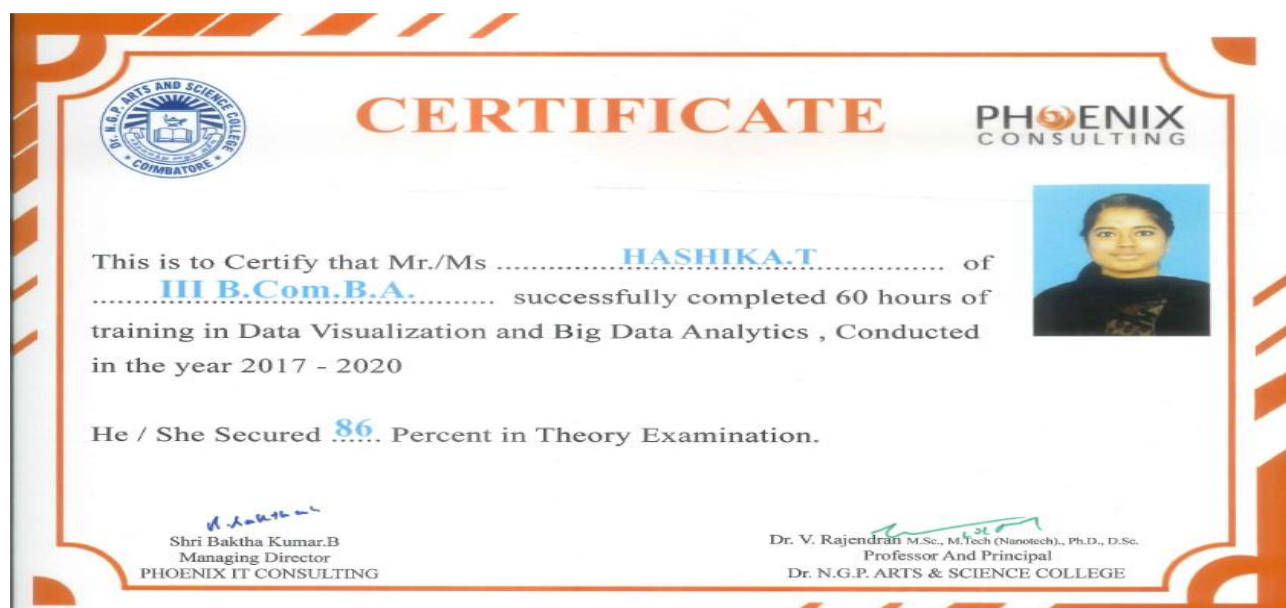 Dr. N.G.P. ARTS AND SCIENCE COLLEGE
COIMBATORE
CERTIFICATE
PHOENIX
CONSULTING
This is to Certify that Mr./Ms ................HASHIKA.T................ of
..........III B.Com.B.A........... successfully completed 60 hours of
training in Data Visualization and Big Data Analytics , Conducted
in the year 2017 - 2020
He / She Secured ..86.. Percent in Theory Examination.
Shri Baktha Kumar.B
Managing Director
PHOENIX IT CONSULTING
Dr. V. Rajendran M.Sc., M.Tech (Nanotech)., Ph.D., D.Sc.
Professor And Principal
Dr. N.G.P. ARTS & SCIENCE COLLEGE